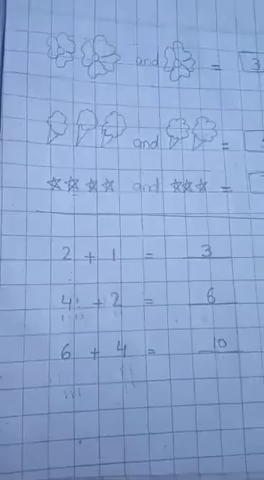 and = 3
and =
and =
2 + 1 = 3
4 + 2 = 6
6 + 4 = 10